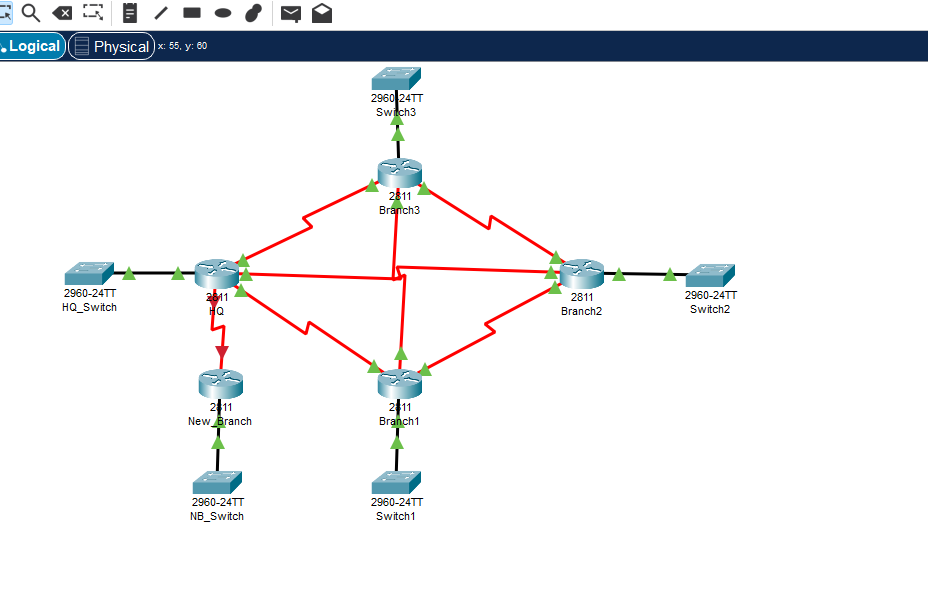 Logical Physical x: 55, y: 60
2960-24TT
Switch3
2811
Branch3
2960-24TT
HQ_Switch
2811
HQ
2811
Branch2
2960-24TT
Switch2
2811
New_Branch
2811
Branch1
2960-24TT
NB_Switch
2960-24TT
Switch1